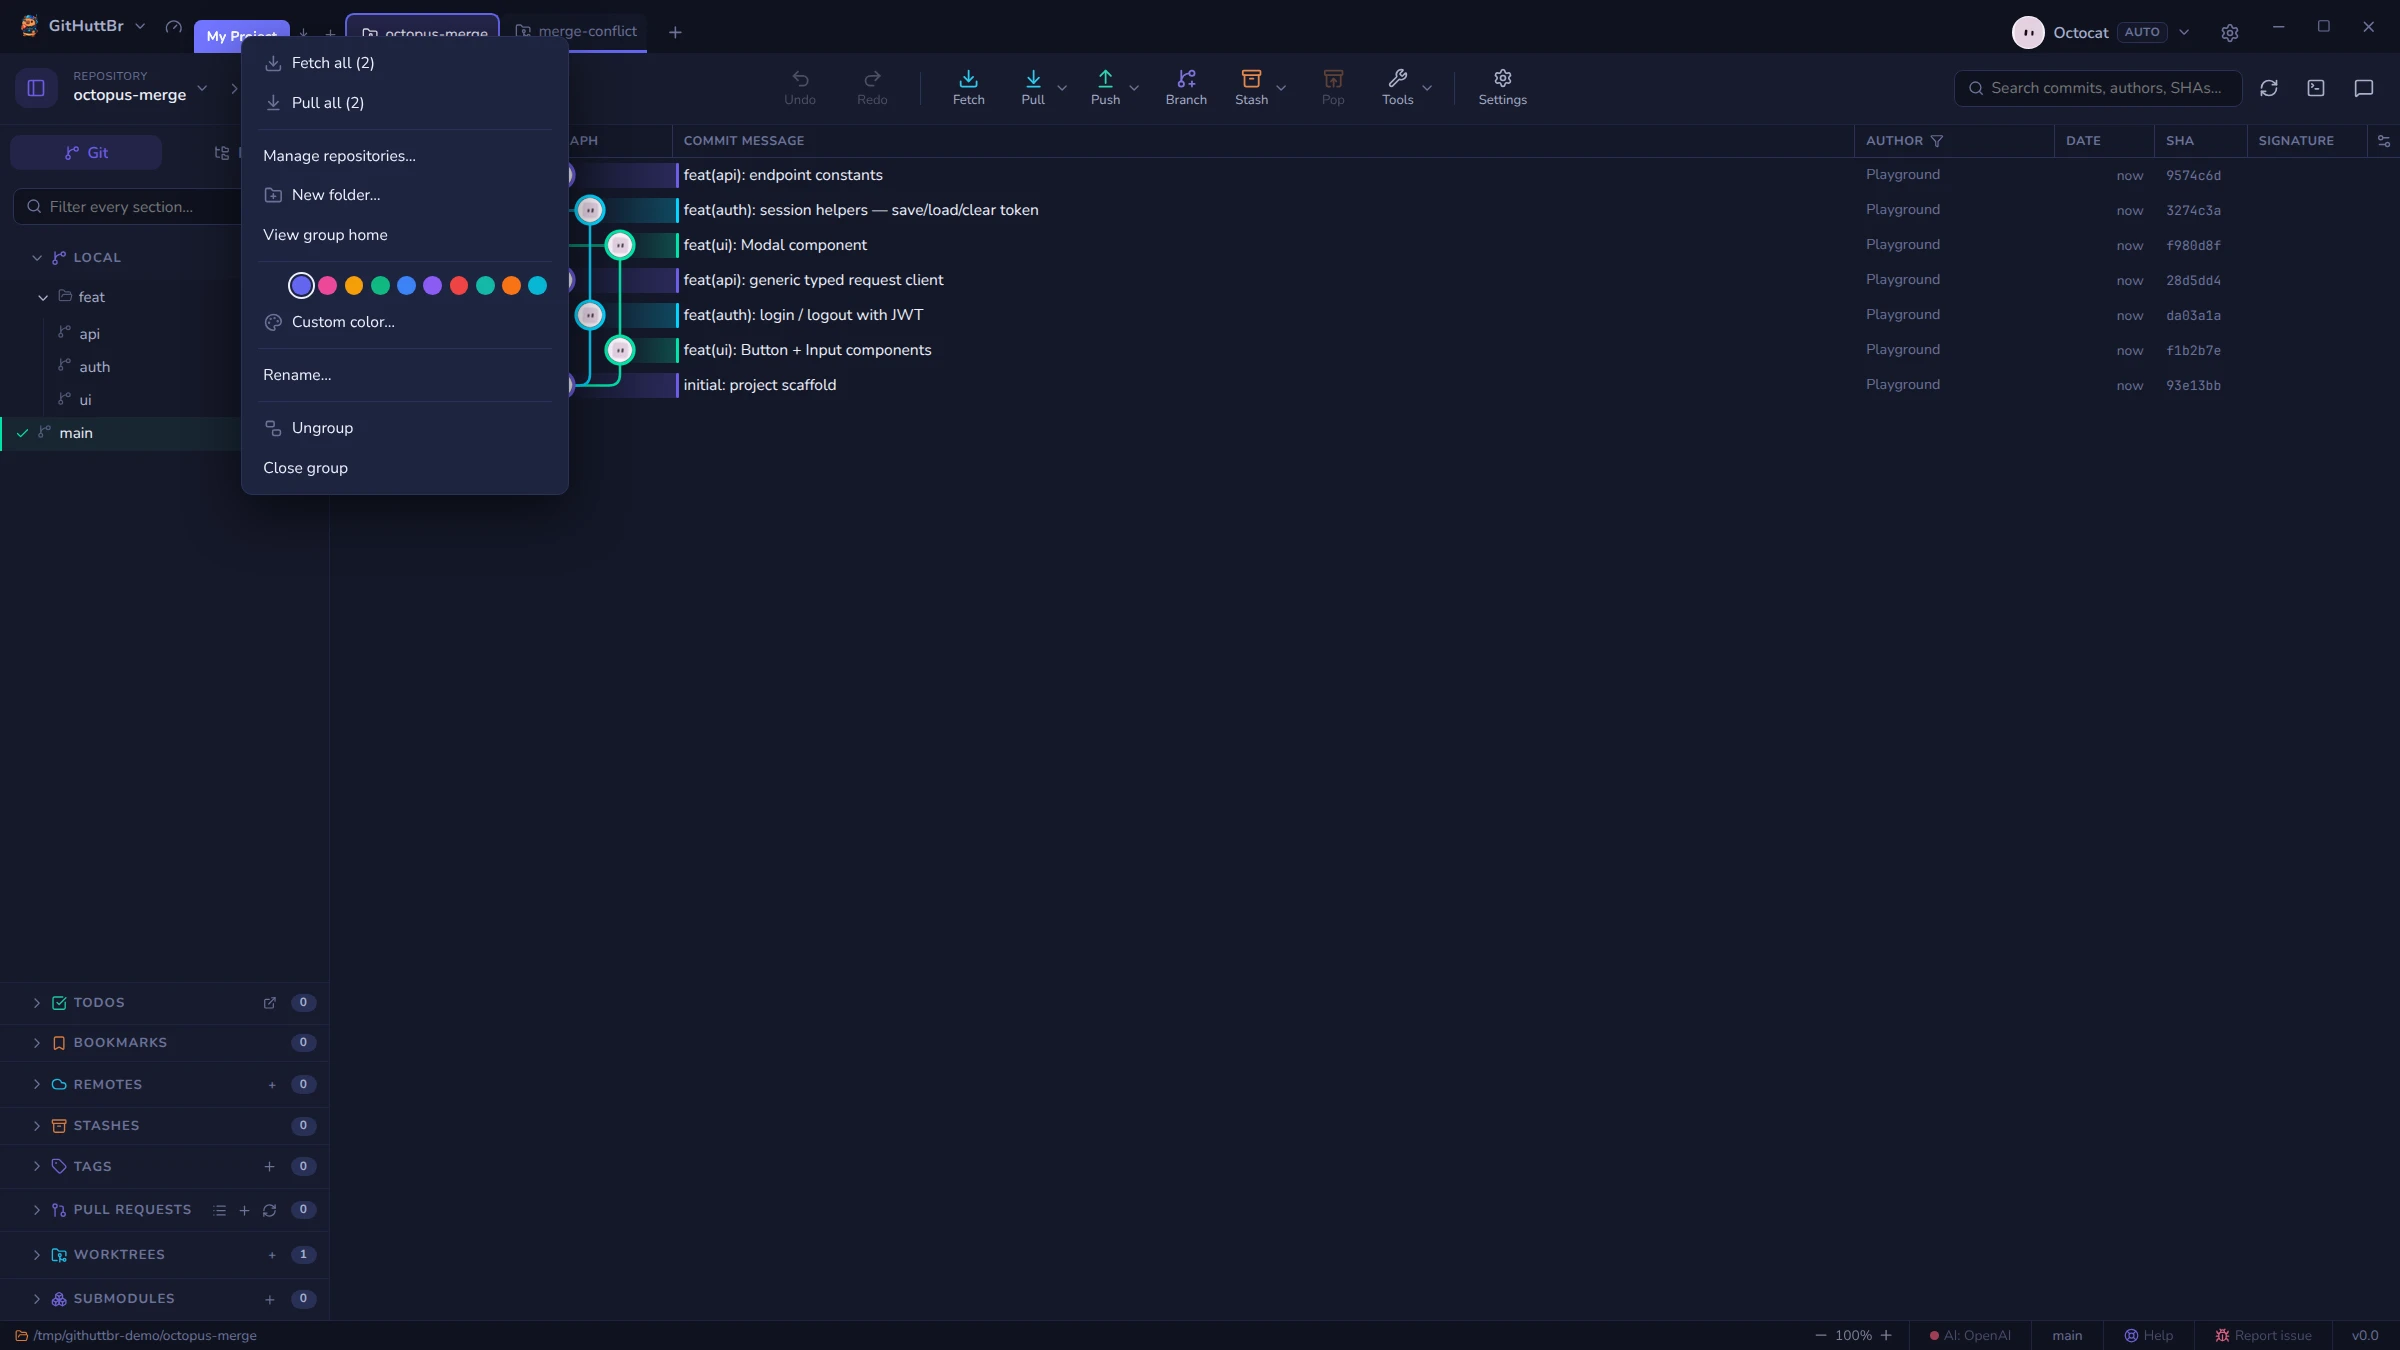 GitHuttBr
My Project
octopus-merge
merge-conflict
Octocat
AUTO
REPOSITORY
octopus-merge
Undo
Redo
Fetch
Pull
Push
Branch
Stash
Pop
Tools
Settings
Search commits, authors, SHAs...
Git
Filter every section...
LOCAL
feat
api
auth
ui
main
Fetch all (2)
Pull all (2)
Manage repositories...
New folder...
View group home
Custom color...
Rename...
Ungroup
Close group
APH
COMMIT MESSAGE
AUTHOR
DATE
SHA
SIGNATURE
feat(api): endpoint constants Playground now 9574c6d
feat(auth): session helpers — save/load/clear token Playground now 3274c3a
feat(ui): Modal component Playground now f980d8f
feat(api): generic typed request client Playground now 28d5dd4
feat(auth): login / logout with JWT Playground now da03a1a
feat(ui): Button + Input components Playground now f1b2b7e
initial: project scaffold Playground now 93e13bb
TODOS 0
BOOKMARKS 0
REMOTES 0
STASHES 0
TAGS 0
PULL REQUESTS 0
WORKTREES 1
SUBMODULES 0
/tmp/githuttbr-demo/octopus-merge
100%
AI: OpenAI
main
Help
Report issue
v0.0